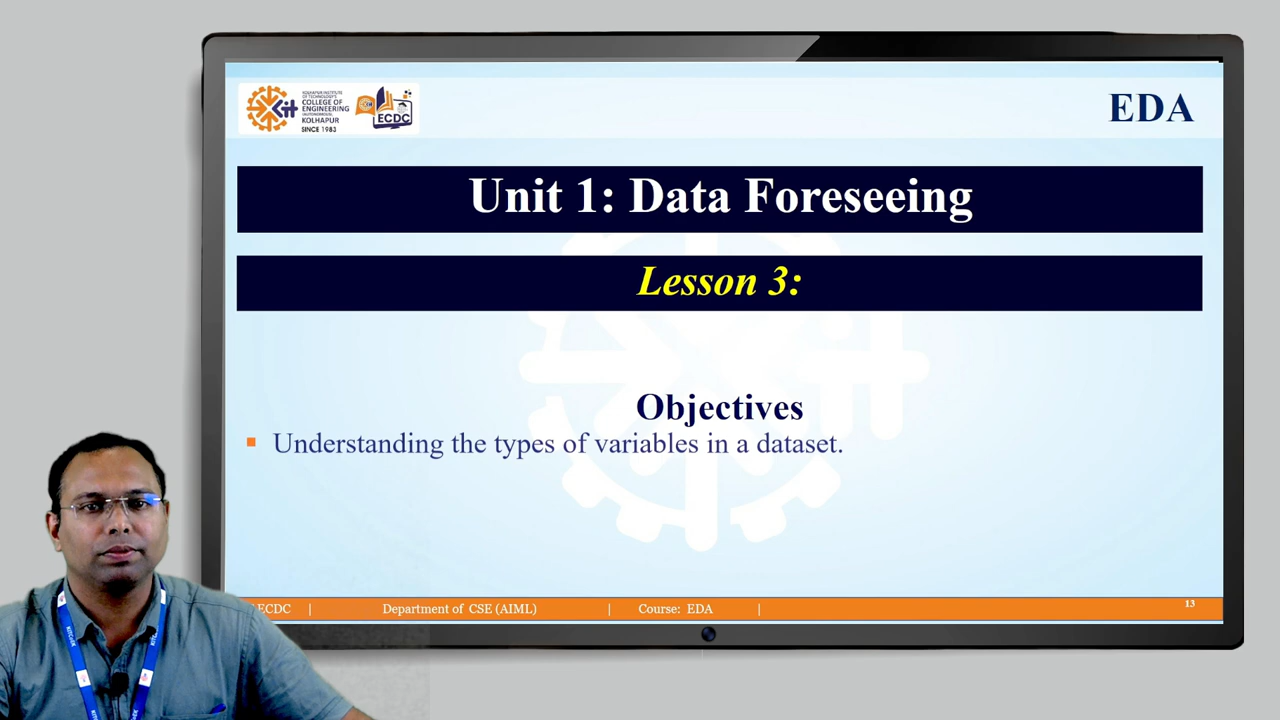 KOLHAPUR INSTITUTE
OF TECHNOLOGY'S
COLLEGE OF
ENGINEERING
(AUTONOMOUS),
KOLHAPUR
SINCE 1983
ECDC
EDA
Unit 1: Data Foreseeing
Lesson 3:
Objectives
▪ Understanding the types of variables in a dataset.
ECDC | Department of CSE (AIML) | Course: EDA |
13